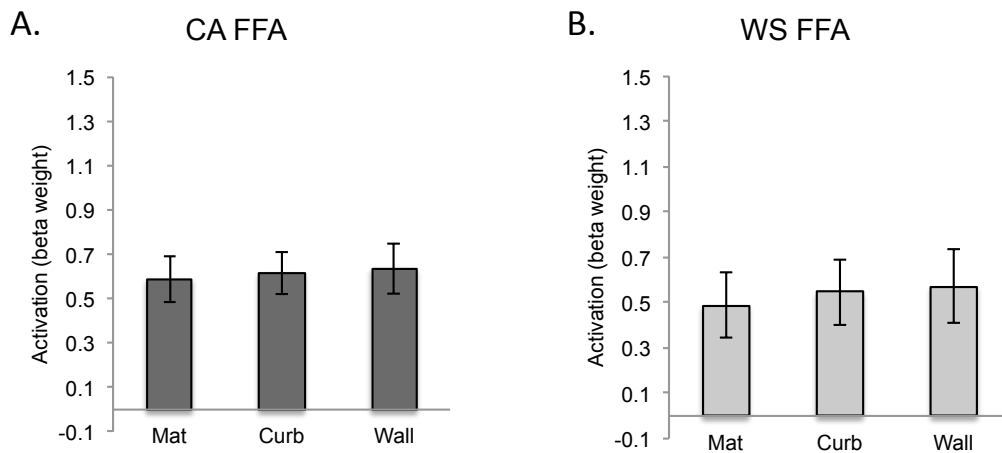 A.
CA FFA
Activation (beta weight)
1.5
1.3
1.1
0.9
0.7
0.5
0.3
0.1
-0.1
Mat Curb Wall
B.
WS FFA
Activation (beta weight)
1.5
1.3
1.1
0.9
0.7
0.5
0.3
0.1
-0.1
Mat Curb Wall